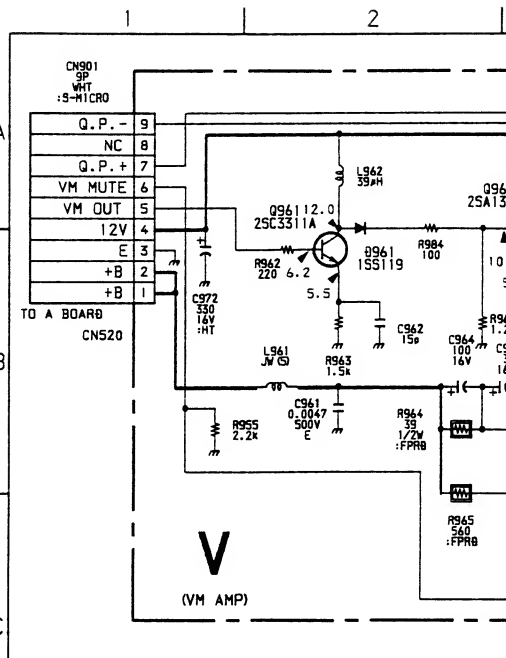 1
2
CN901
9P
WHT
:S-MICRO
Q.P.- 9
NC 8
Q.P.+ 7
VM MUTE 6
VM OUT 5
12V 4
E 3
+B 2
+B 1
TO A BOARD
CN520
L962
39µH
Q961 12.0
2SC3311A
D961
1SS119
R984
100
R962
220
6.2
5.5
C972
330
16V
:HT
R963
1.5k
C962
15p
L961
JW (5)
C961
0.0047
500V
E
R955
2.2k
C964
100
16V
R964
39
1/2W
:FPRB
R965
560
:FPRB
10
B
V
(VM AMP)